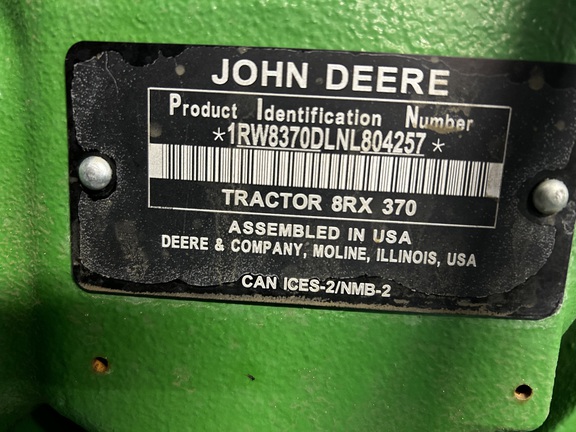 JOHN DEERE
Product Identification Number
*1RW8370DLNL804257*
TRACTOR 8RX 370
ASSEMBLED IN USA
DEERE & COMPANY, MOLINE, ILLINOIS, USA
CAN ICES-2/NMB-2